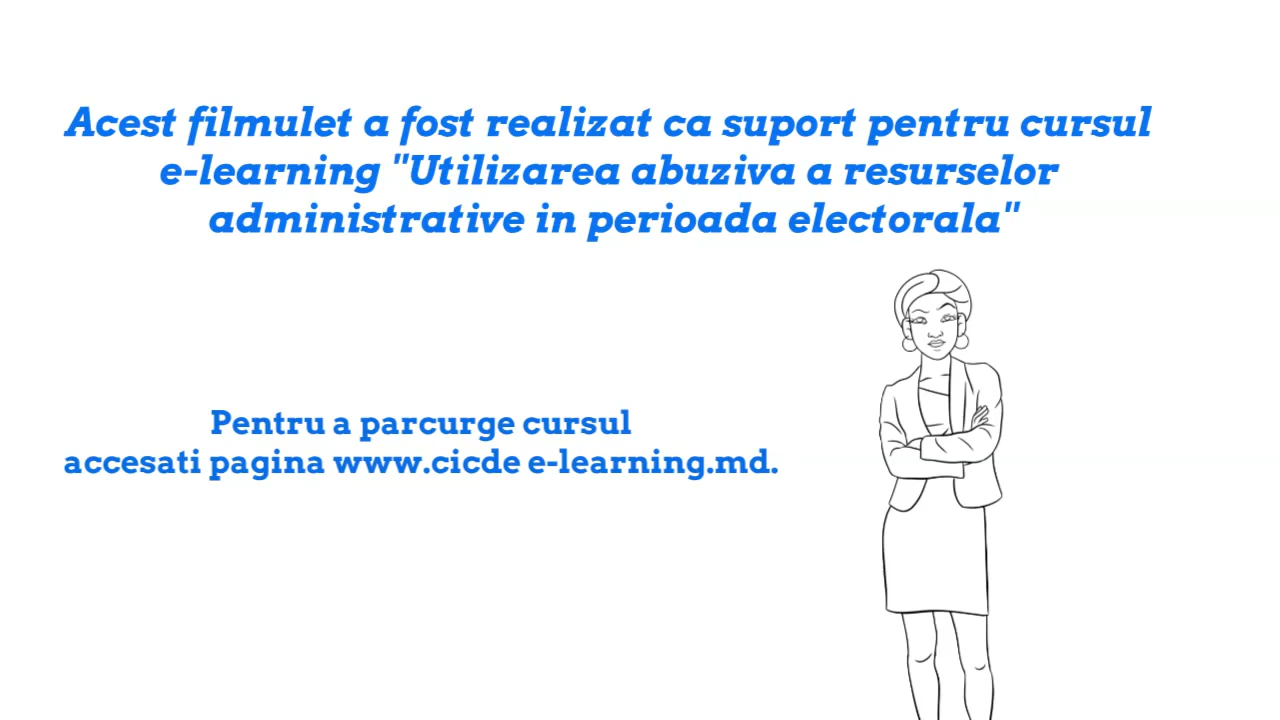 Acest filmulet a fost realizat ca suport pentru cursul
e-learning "Utilizarea abuziva a resurselor
administrative in perioada electorala"
Pentru a parcurge cursul
accesati pagina www.cicde e-learning.md.